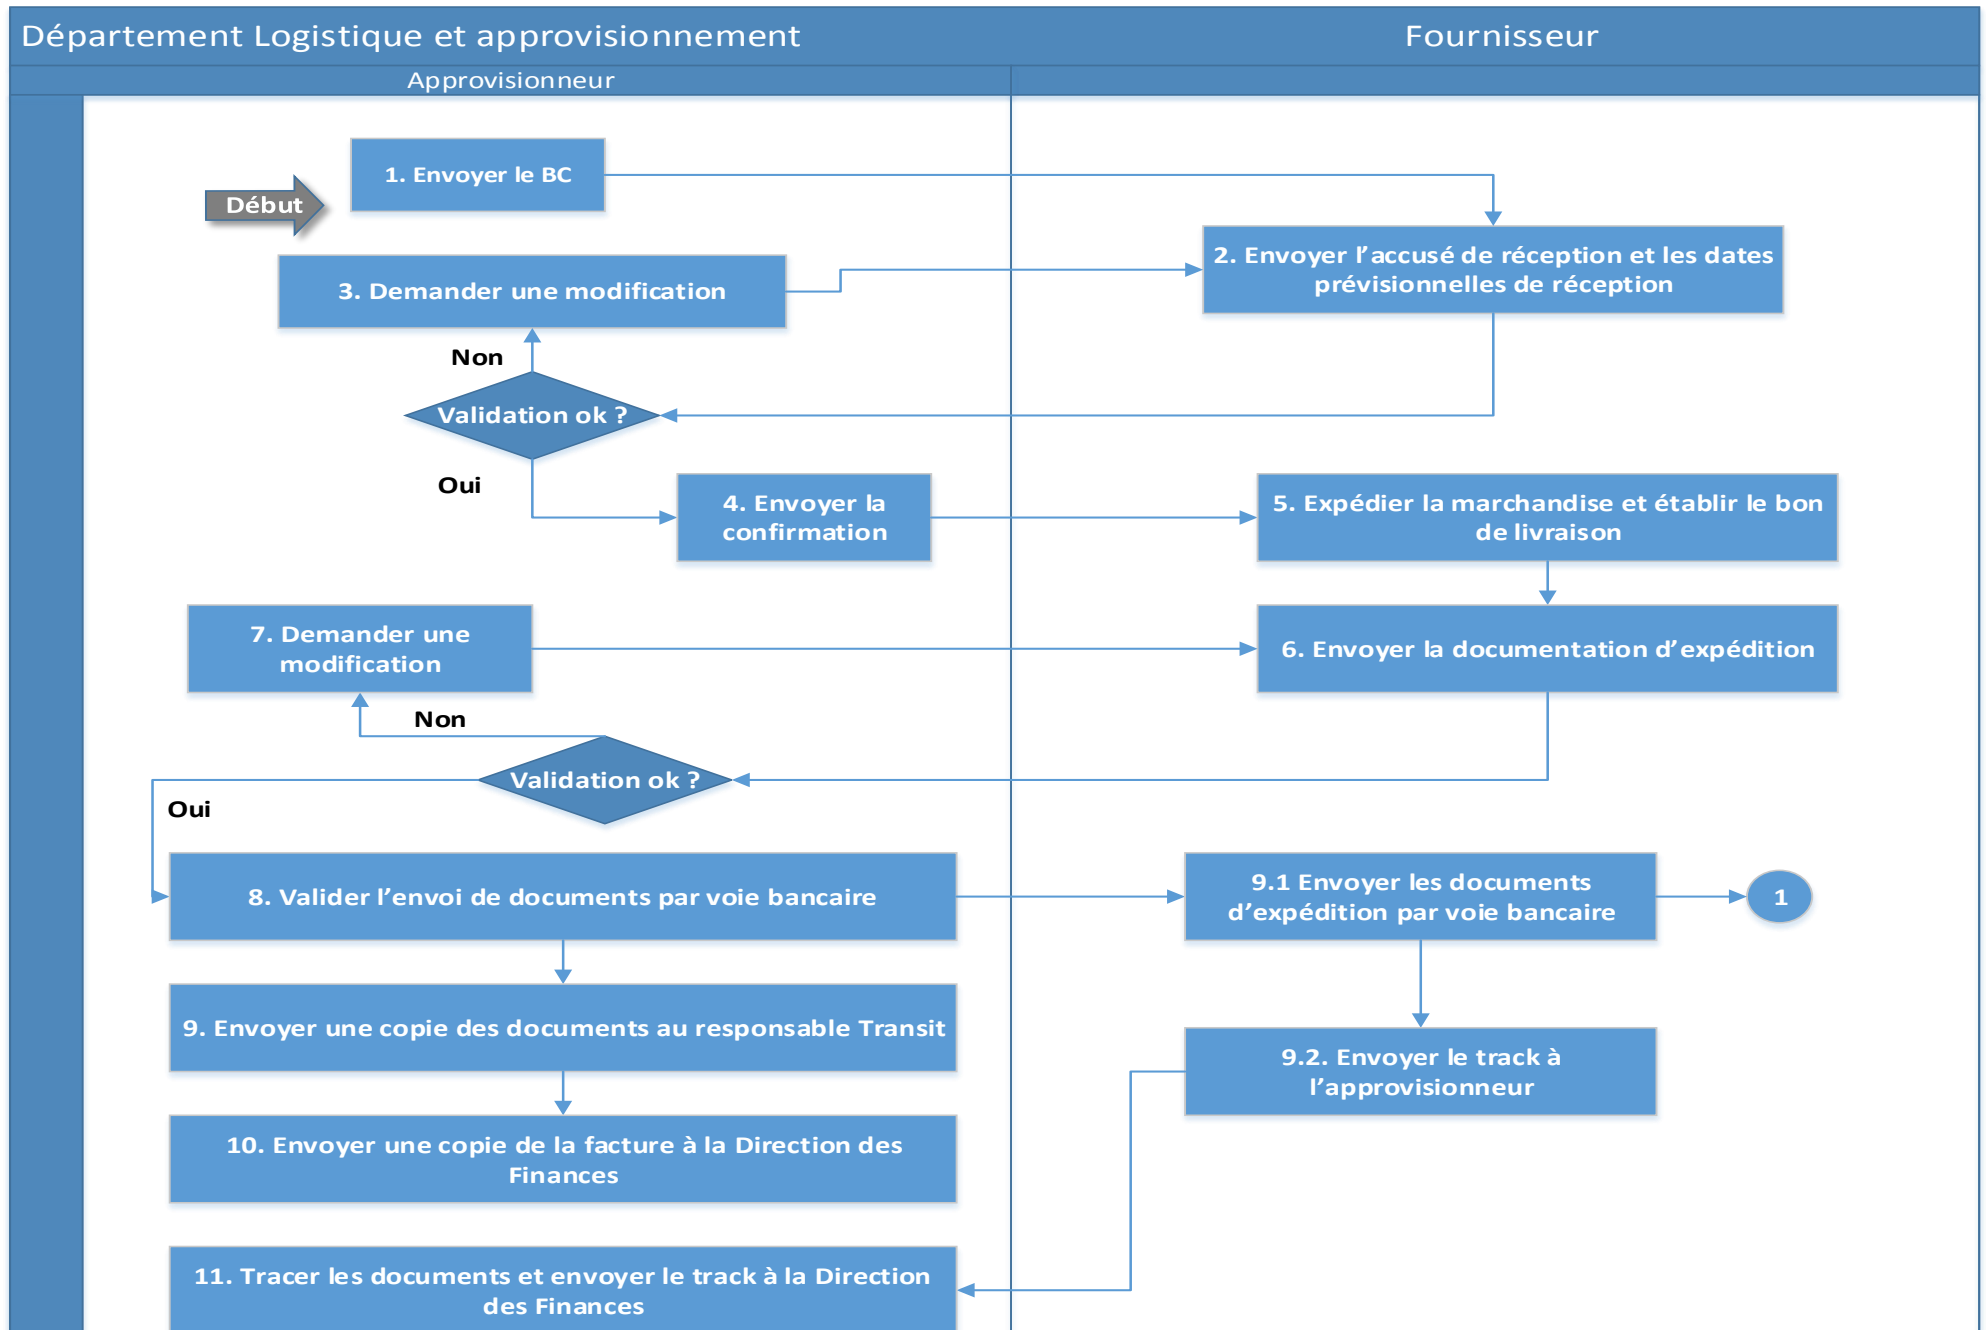 Département Logistique et approvisionnement
Fournisseur
Approvisionneur
1. Envoyer le BC
Début
2. Envoyer l'accusé de réception et les dates
prévisionnelles de réception
3. Demander une modification
Non
Validation ok ?
Oui
4. Envoyer la
confirmation
5. Expédier la marchandise et établir le bon
de livraison
7. Demander une
modification
6. Envoyer la documentation d'expédition
Non
Validation ok ?
Oui
8. Valider l'envoi de documents par voie bancaire
9.1 Envoyer les documents
d'expédition par voie bancaire
1
9. Envoyer une copie des documents au responsable Transit
9.2. Envoyer le track à
l'approvisionneur
10. Envoyer une copie de la facture à la Direction des
Finances
11. Tracer les documents et envoyer le track à la Direction
des Finances